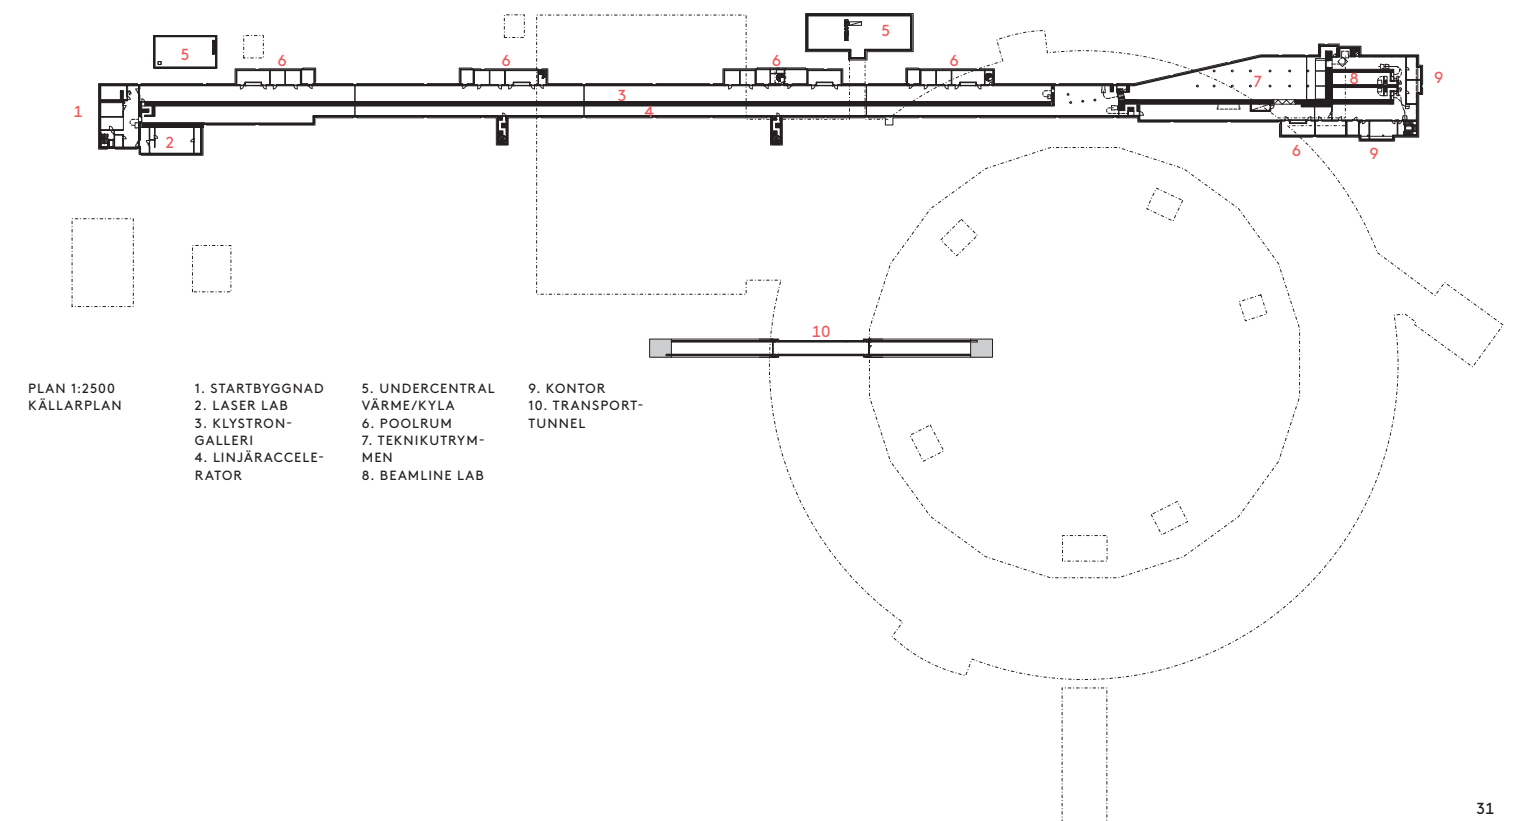 5
6
6
6
5
6
7
8
9
1
3
4
2
6
9
10
PLAN 1:2500
KÄLLARPLAN
1. STARTBYGGNAD
2. LASER LAB
3. KLYSTRON-
GALLERI
4. LINJÄRACCELE-
RATOR
5. UNDERCENTRAL
VÄRME/KYLA
6. POOLRUM
7. TEKNIKUTRYM-
MEN
8. BEAMLINE LAB
9. KONTOR
10. TRANSPORT-
TUNNEL
31